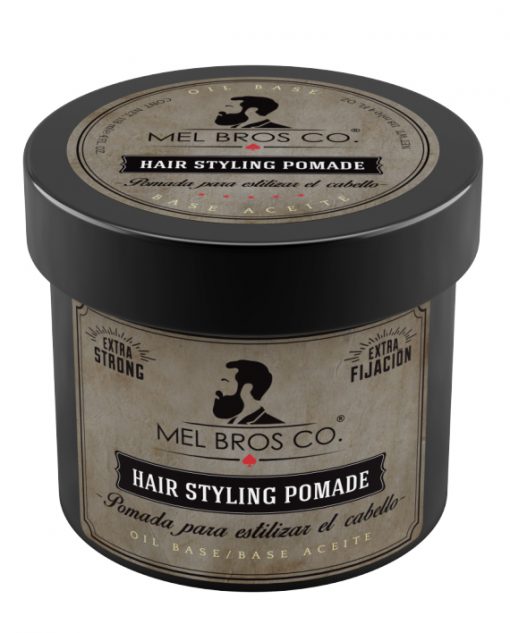 OIL BASE
MEL BROS CO.®
HAIR STYLING POMADE
-Pomada para estilizar el cabello-
BASE ACEITE
EXTRA
STRONG
EXTRA
FIJACIÓN
MEL BROS CO.®
HAIR STYLING POMADE
-Pomada para estilizar el cabello-
OIL BASE/BASE ACEITE